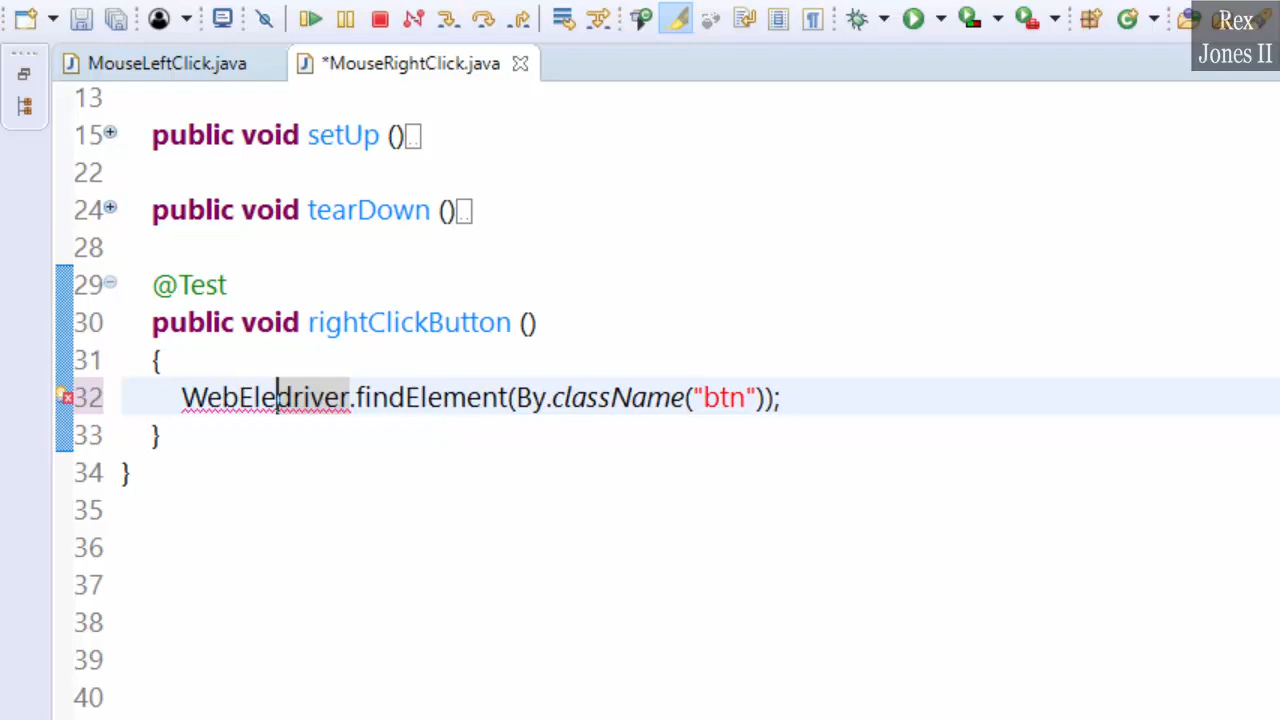 Rex
Jones II
MouseLeftClick.java
*MouseRightClick.java
13
15 public void setUp ()
22
24 public void tearDown ()
28
29 @Test
30 public void rightClickButton ()
31 {
32 WebEledriver.findElement(By.className("btn"));
33 }
34 }
35
36
37
38
39
40